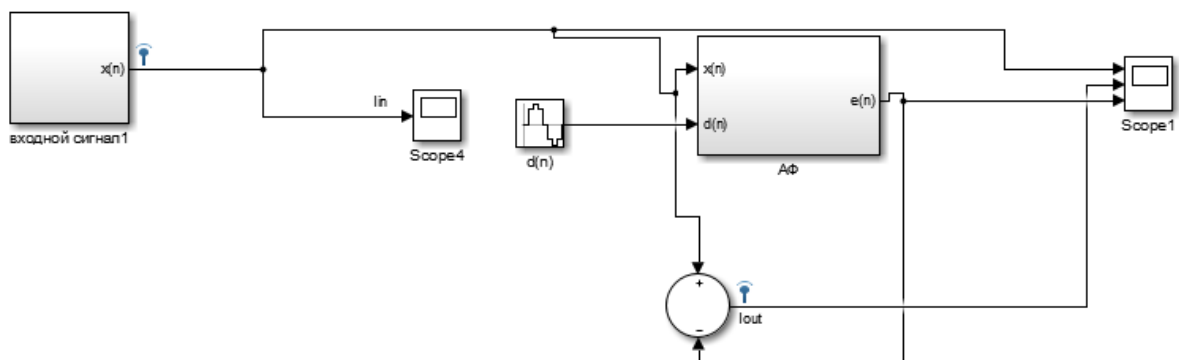 x(n)
входной сигнал1
Iin
Scope4
d(n)
x(n)
d(n)
e(n)
АФ
Scope1
+
−
Iout